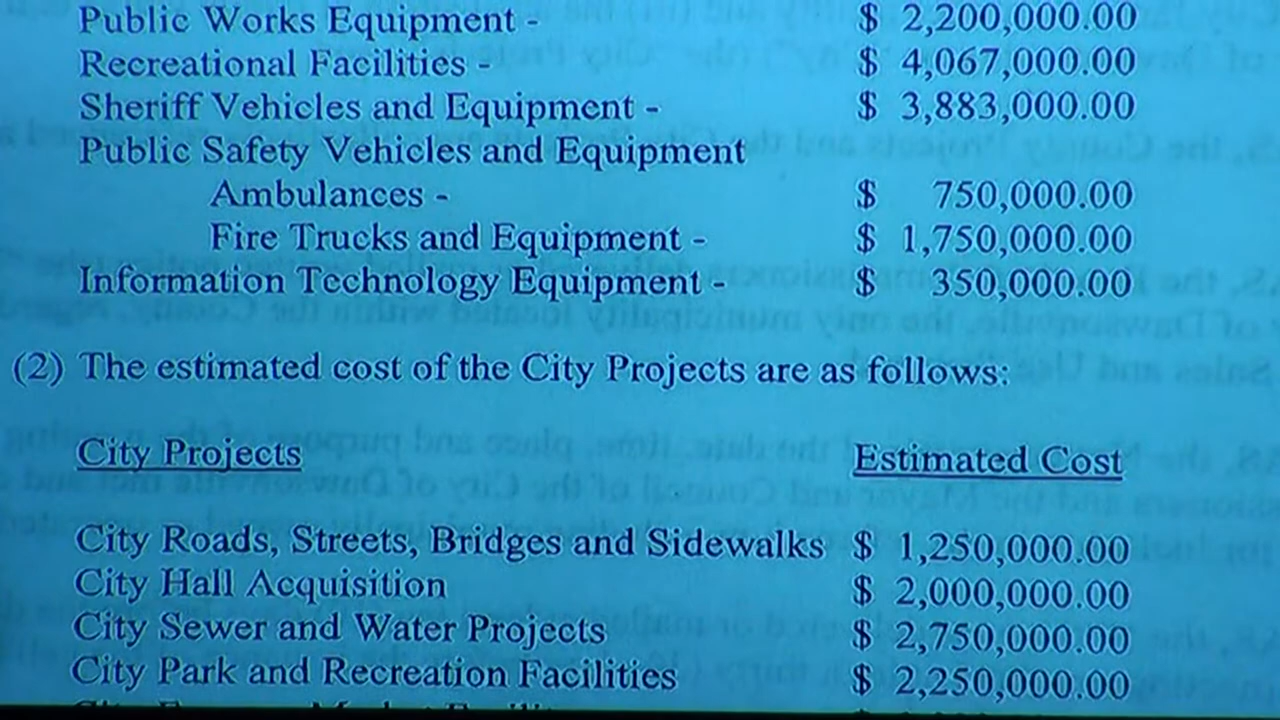 Public Works Equipment - $ 2,200,000.00
Recreational Facilities - $ 4,067,000.00
Sheriff Vehicles and Equipment - $ 3,883,000.00
Public Safety Vehicles and Equipment
Ambulances - $ 750,000.00
Fire Trucks and Equipment - $ 1,750,000.00
Information Technology Equipment - $ 350,000.00
(2) The estimated cost of the City Projects are as follows:
City Projects Estimated Cost
City Roads, Streets, Bridges and Sidewalks $ 1,250,000.00
City Hall Acquisition $ 2,000,000.00
City Sewer and Water Projects $ 2,750,000.00
City Park and Recreation Facilities $ 2,250,000.00